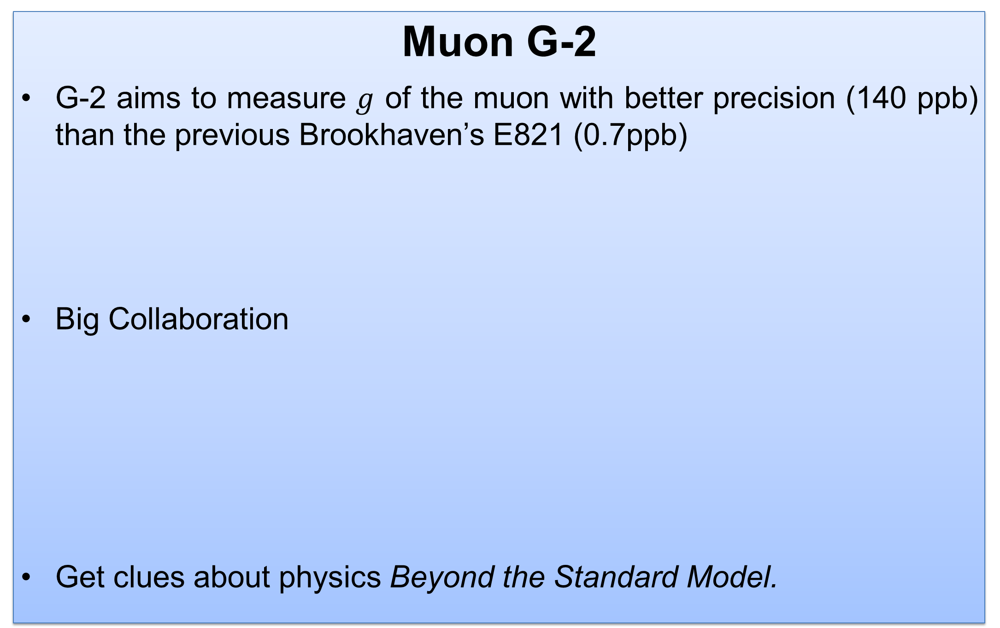 Muon G-2
• G-2 aims to measure g of the muon with better precision (140 ppb)
than the previous Brookhaven’s E821 (0.7ppb)
• Big Collaboration
• Get clues about physics Beyond the Standard Model.